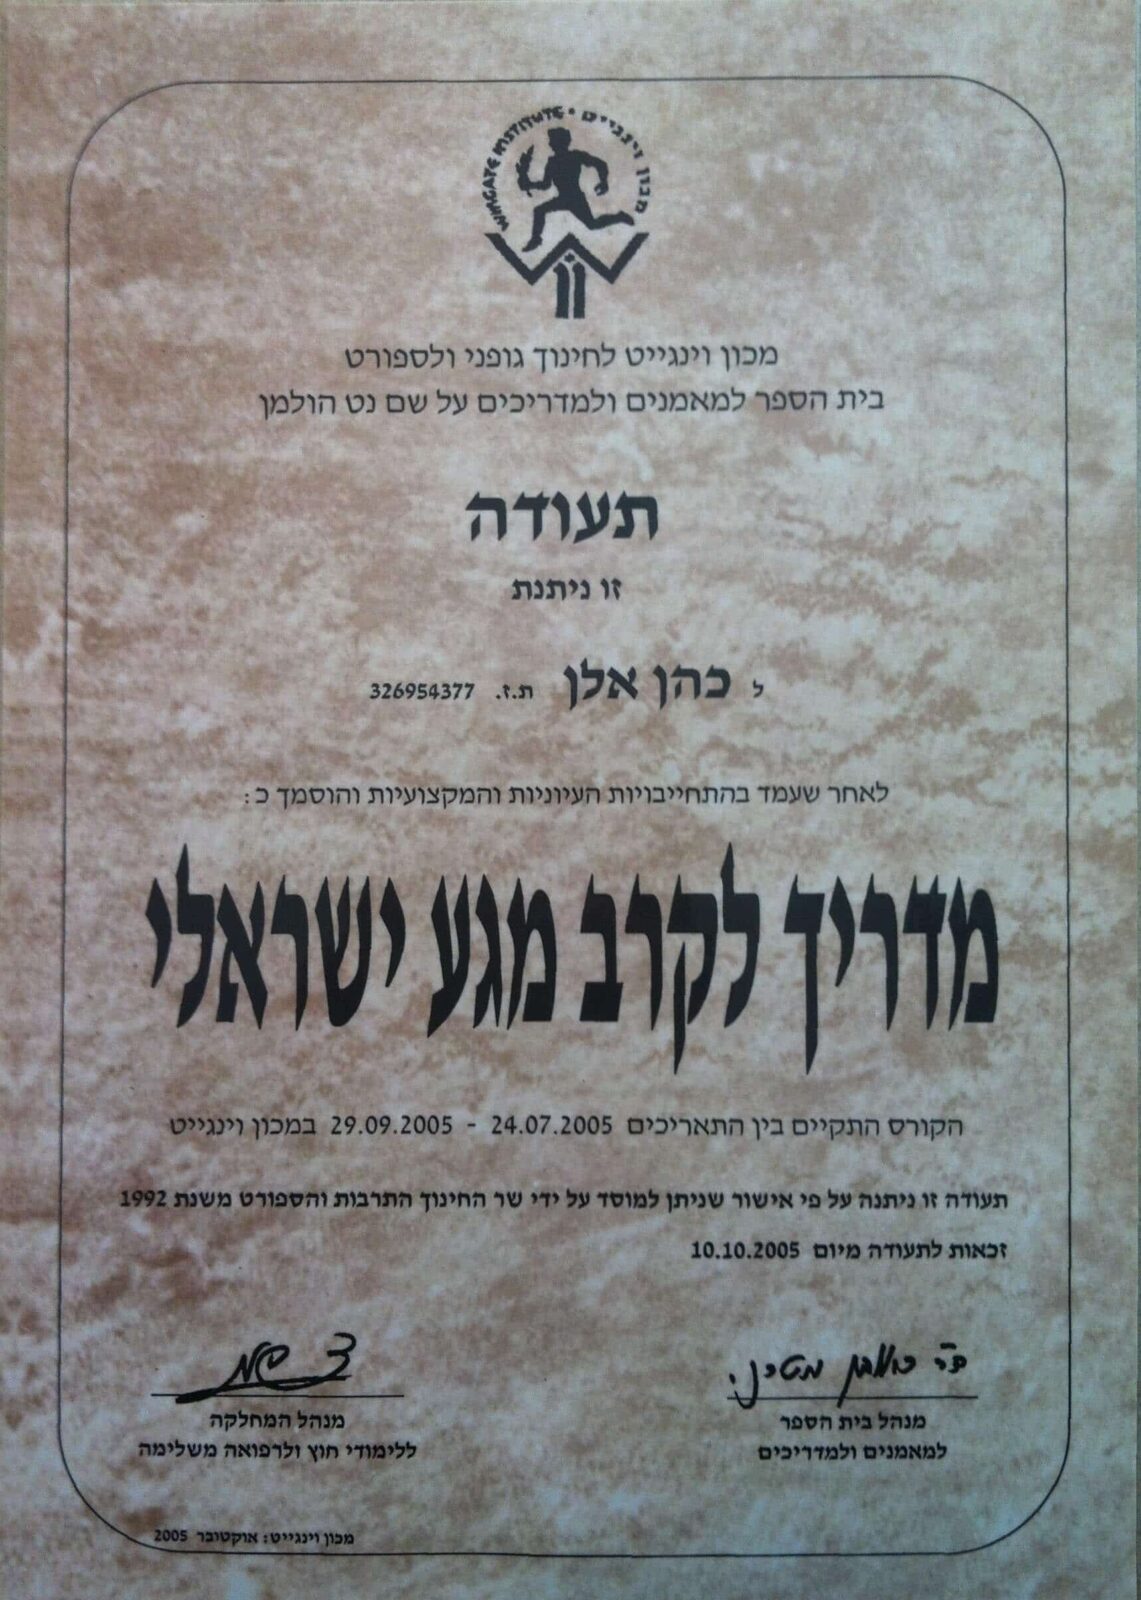 WINGATE INSTITUTE • מכון וינגייט
מכון וינגייט לחינוך גופני ולספורט
בית הספר למאמנים ולמדריכים על שם נט הולמן
תעודה
זו ניתנת
ל כהן אלן ת.ז. 326954377
לאחר שעמד בהתחייבויות העיוניות והמקצועיות והוסמך כ:
מדריך לקרב מגע ישראלי
הקורס התקיים בין התאריכים 24.07.2005 - 29.09.2005 במכון וינגייט
תעודה זו ניתנה על פי אישור שניתן למוסד על ידי שר החינוך התרבות והספורט משנת 1992
זכאות לתעודה מיום 10.10.2005
מנהל בית הספר
למאמנים ולמדריכים
מנהל המחלקה
ללימודי חוץ ולרפואה משלימה
מכון וינגייט: אוקטובר 2005